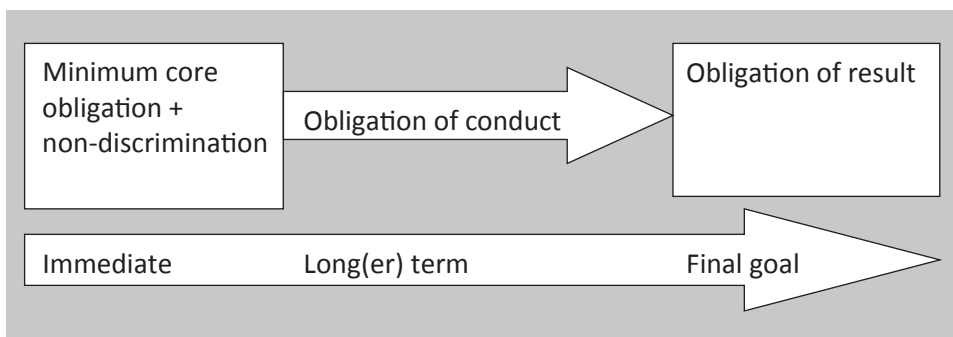 Minimum core
obligation +
non-discrimination
Obligation of conduct
Obligation of result
Immediate
Long(er) term
Final goal